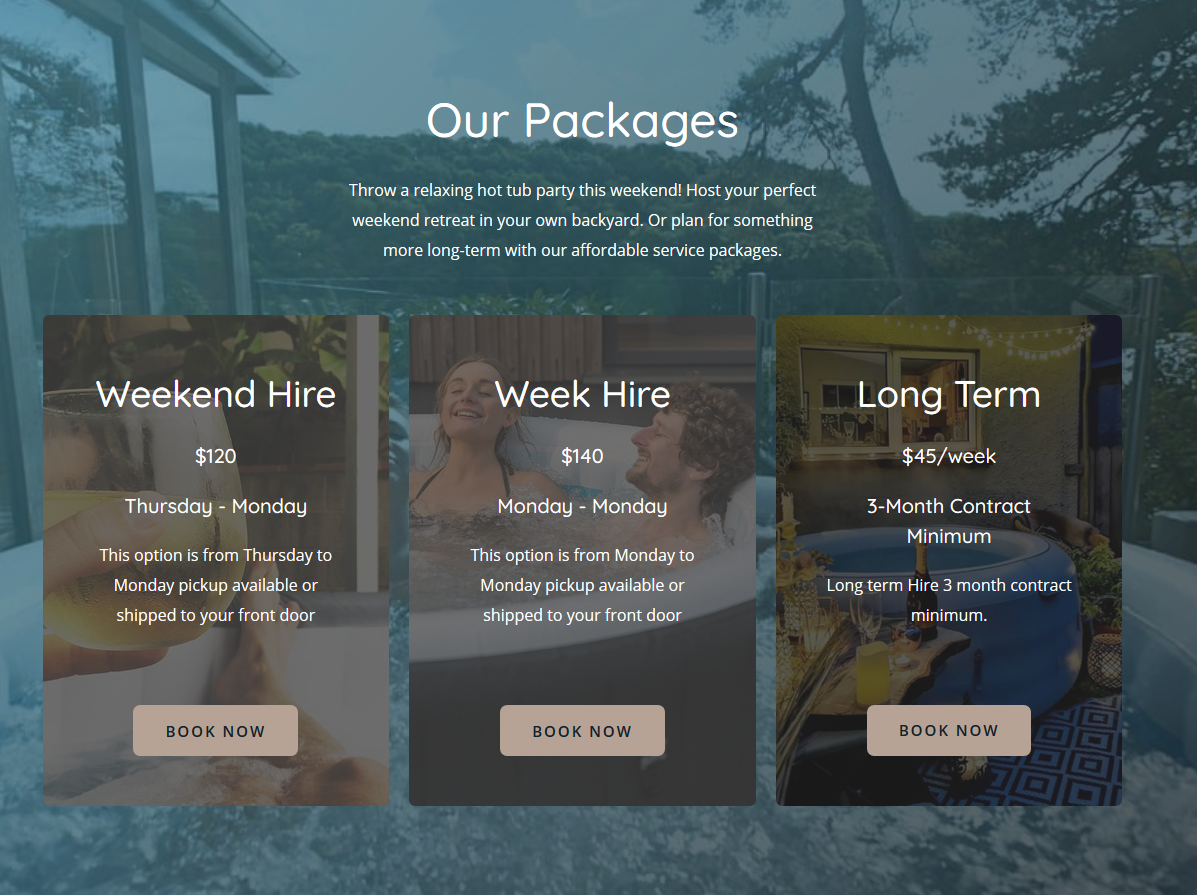 Our Packages
Throw a relaxing hot tub party this weekend! Host your perfect
weekend retreat in your own backyard. Or plan for something
more long-term with our affordable service packages.
Weekend Hire
$120
Thursday - Monday
This option is from Thursday to
Monday pickup available or
shipped to your front door
BOOK NOW
Week Hire
$140
Monday - Monday
This option is from Monday to
Monday pickup available or
shipped to your front door
BOOK NOW
Long Term
$45/week
3-Month Contract
Minimum
Long term Hire 3 month contract
minimum.
BOOK NOW